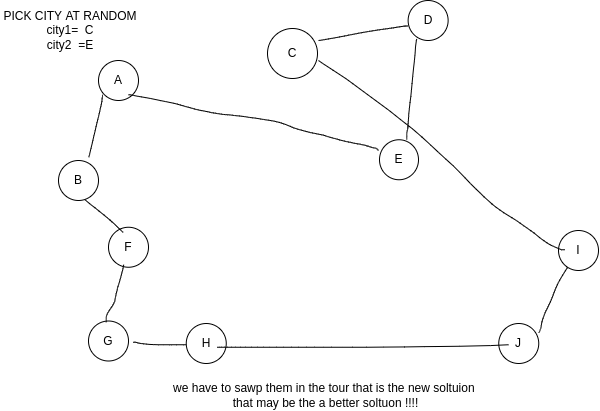 PICK CITY AT RANDOM
city1=  C
city2  =E
D
C
A
E
B
F
I
G
H
J
we have to sawp them in the tour that is the new soltuion
that may be the a better soltuon !!!!